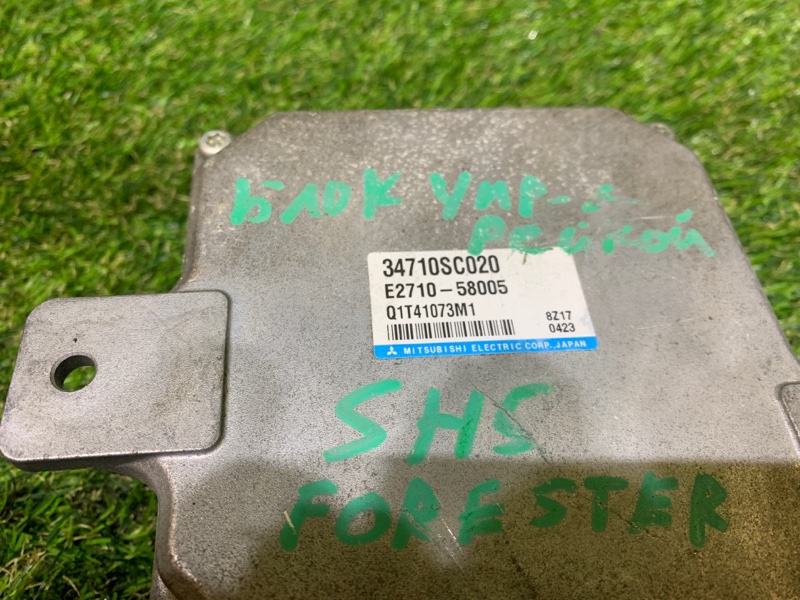 БЛОК УПР-Я
РЕЙКОЙ
34710SC020
E2710-58005
Q1T41073M1
8Z17
0423
MITSUBISHI ELECTRIC CORP., JAPAN
SH5
FORESTER